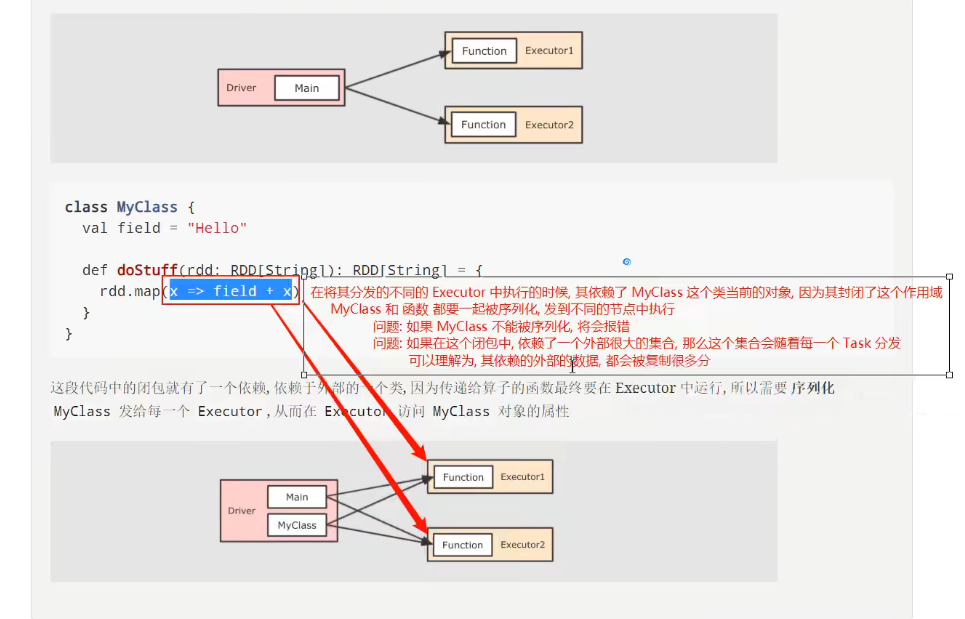 Function Executor1
Driver Main
Function Executor2
class MyClass {
val field = "Hello"
def doStuff(rdd: RDD[String]): RDD[String] = {
rdd.map(x => field + x)
}
}
在将其分发的不同的 Executor 中执行的时候, 其依赖了 MyClass 这个类当前的对象, 因为其封闭了这个作用域
MyClass 和 函数 都要一起被序列化, 发到不同的节点中执行
问题: 如果 MyClass 不能被序列化, 将会报错
问题: 如果在这个闭包中, 依赖了一个外部很大的集合, 那么这个集合会随着每一个 Task 分发
可以理解为, 其依赖的外部的数据, 都会被复制很多分
这段代码中的闭包就有了一个依赖, 依赖于外部的一个类, 因为传递给算子的函数最终要在 Executor 中运行, 所以需要 序列化
MyClass 发给每一个 Executor , 从而在 Executor 访问 MyClass 对象的属性
Function Executor1
Main
Driver
MyClass
Function Executor2